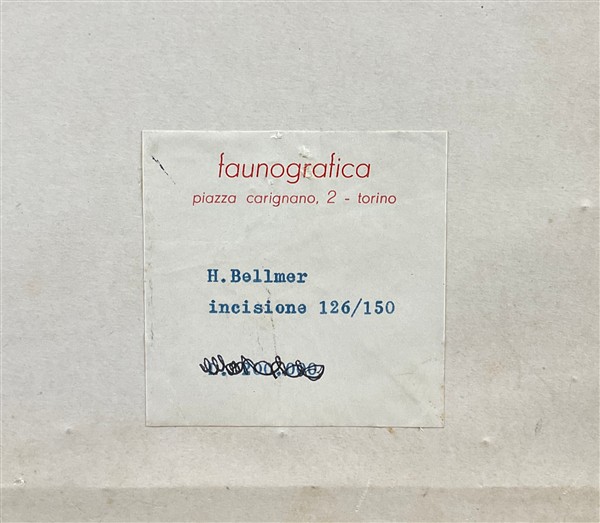 faunografica
piazza carignano, 2 - torino
H.Bellmer
incisione 126/150